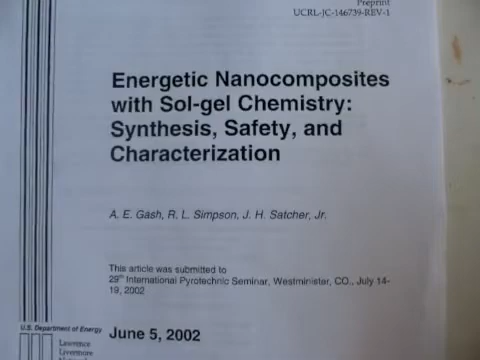 Preprint
UCRL-JC-146739-REV-1
Energetic Nanocomposites
with Sol-gel Chemistry:
Synthesis, Safety, and
Characterization
A. E. Gash, R. L. Simpson, J. H. Satcher, Jr.
This article was submitted to
29th International Pyrotechnic Seminar, Westminister, CO., July 14-
19, 2002
U.S. Department of Energy
June 5, 2002
Lawrence
Livermore